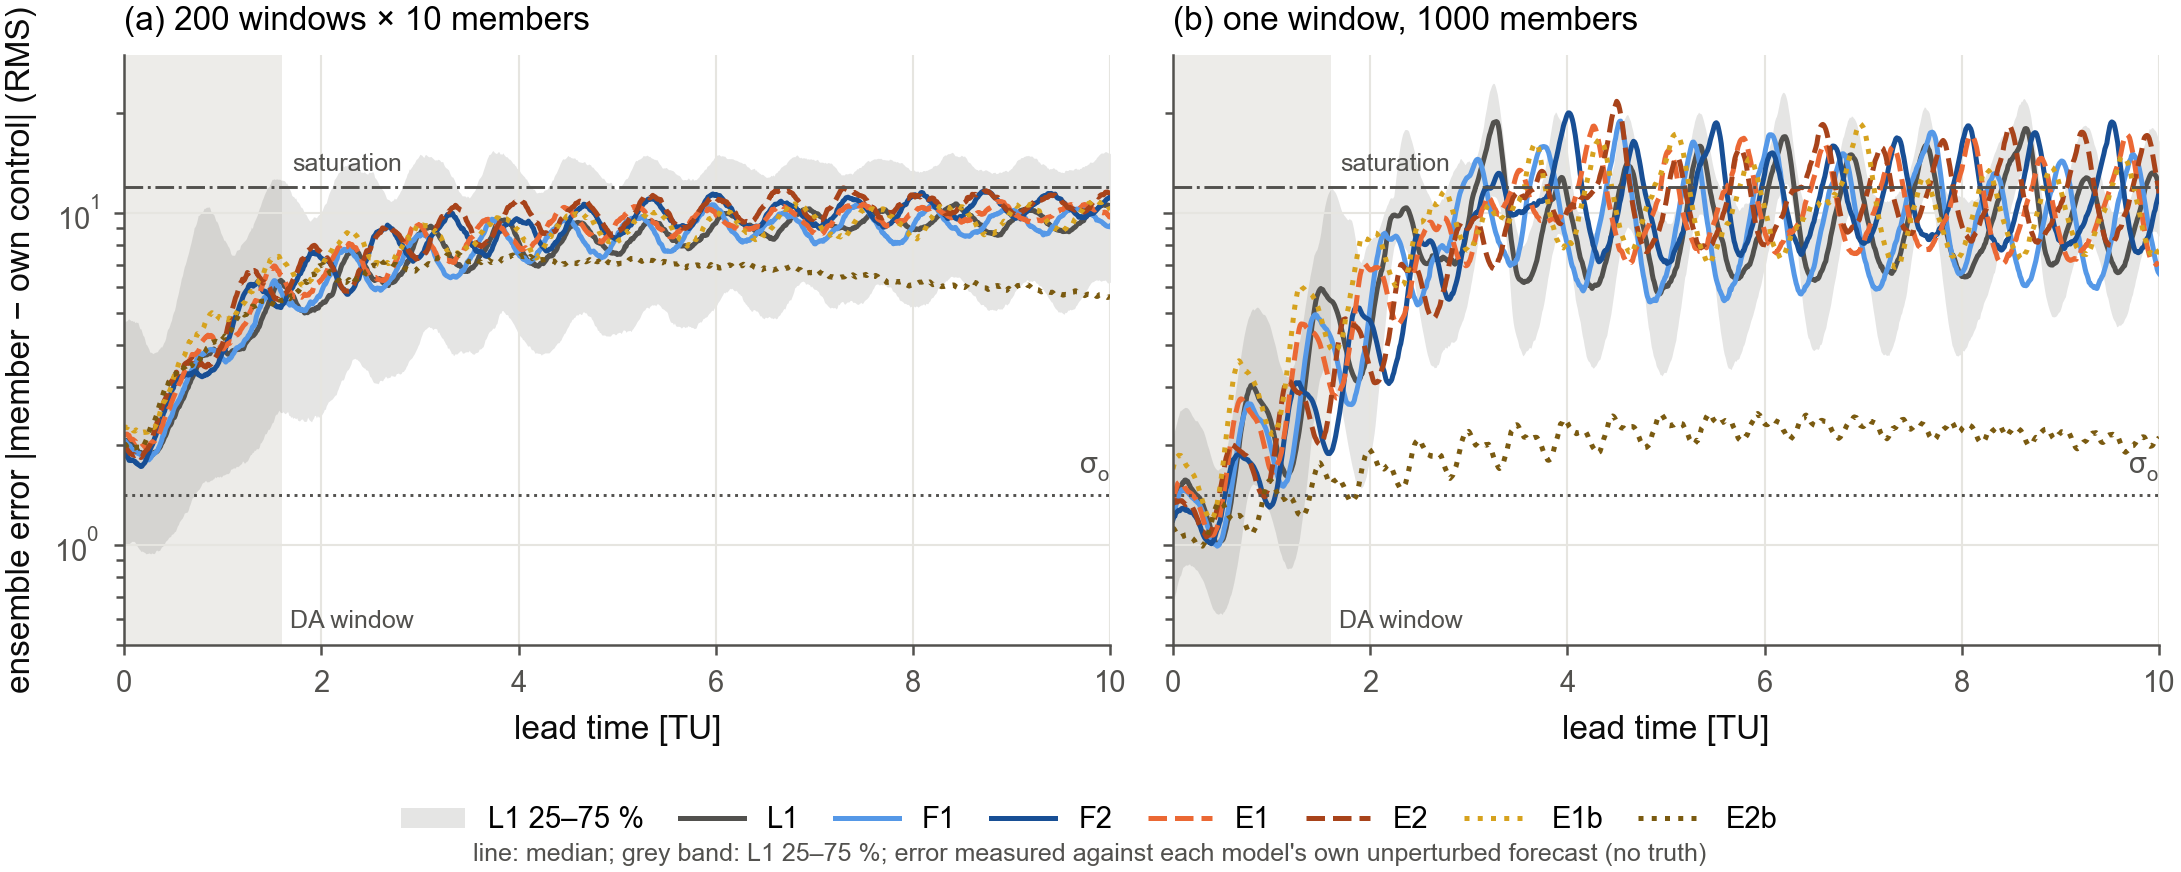 (a) 200 windows × 10 members
(b) one window, 1000 members
ensemble error |member − own control| (RMS)
saturation
saturation
10¹
10⁰
σₒ
σₒ
DA window
DA window
0 2 4 6 8 10
0 2 4 6 8 10
lead time [TU]
lead time [TU]
L1 25–75 % L1 F1 F2 E1 E2 E1b E2b
line: median; grey band: L1 25–75 %; error measured against each model's own unperturbed forecast (no truth)